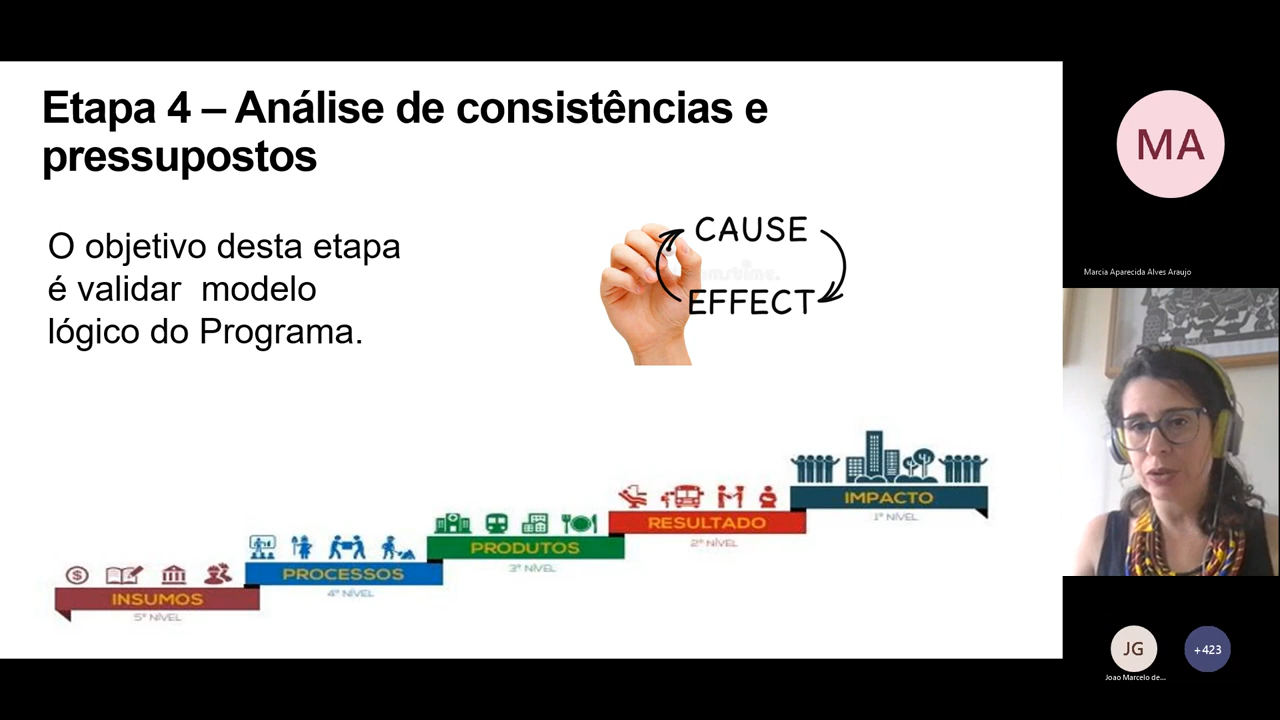 Etapa 4 – Análise de consistências e
pressupostos
O objetivo desta etapa
é validar  modelo
lógico do Programa.
CAUSE
EFFECT
IMPACTO
1º NÍVEL
RESULTADO
2º NÍVEL
PRODUTOS
3º NÍVEL
PROCESSOS
4º NÍVEL
INSUMOS
5º NÍVEL
MA
Marcia Aparecida Alves Araujo
JG
+423
Joao Marcelo de...